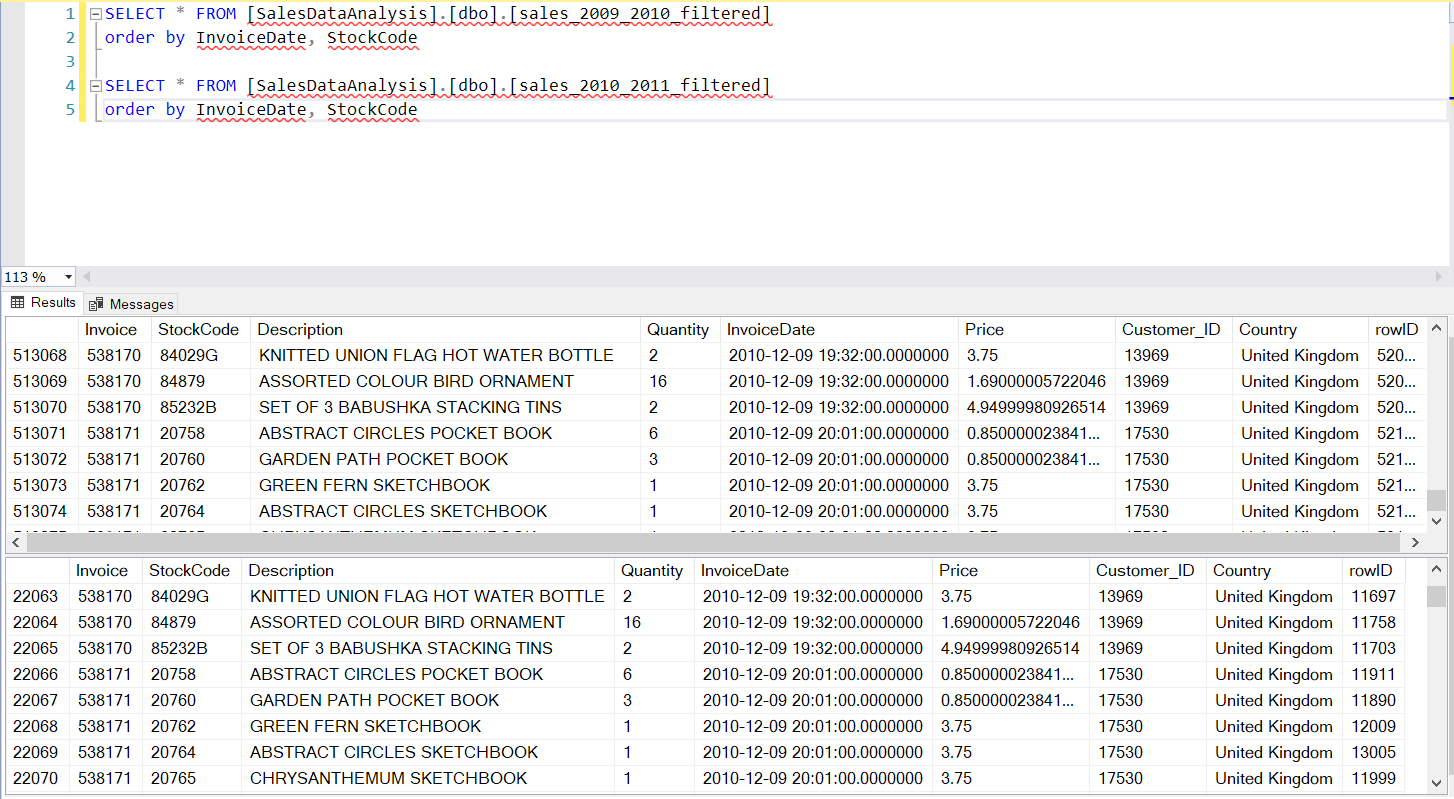 1 SELECT * FROM [SalesDataAnalysis].[dbo].[sales_2009_2010_filtered]
2 order by InvoiceDate, StockCode
3
4 SELECT * FROM [SalesDataAnalysis].[dbo].[sales_2010_2011_filtered]
5 order by InvoiceDate, StockCode
113 %
Results Messages
Invoice StockCode Description Quantity InvoiceDate Price Customer_ID Country rowID
513068 538170 84029G KNITTED UNION FLAG HOT WATER BOTTLE 2 2010-12-09 19:32:00.0000000 3.75 13969 United Kingdom 520...
513069 538170 84879 ASSORTED COLOUR BIRD ORNAMENT 16 2010-12-09 19:32:00.0000000 1.69000005722046 13969 United Kingdom 520...
513070 538170 85232B SET OF 3 BABUSHKA STACKING TINS 2 2010-12-09 19:32:00.0000000 4.94999980926514 13969 United Kingdom 520...
513071 538171 20758 ABSTRACT CIRCLES POCKET BOOK 6 2010-12-09 20:01:00.0000000 0.850000023841... 17530 United Kingdom 521...
513072 538171 20760 GARDEN PATH POCKET BOOK 3 2010-12-09 20:01:00.0000000 0.850000023841... 17530 United Kingdom 521...
513073 538171 20762 GREEN FERN SKETCHBOOK 1 2010-12-09 20:01:00.0000000 3.75 17530 United Kingdom 521...
513074 538171 20764 ABSTRACT CIRCLES SKETCHBOOK 1 2010-12-09 20:01:00.0000000 3.75 17530 United Kingdom 521...
Invoice StockCode Description Quantity InvoiceDate Price Customer_ID Country rowID
22063 538170 84029G KNITTED UNION FLAG HOT WATER BOTTLE 2 2010-12-09 19:32:00.0000000 3.75 13969 United Kingdom 11697
22064 538170 84879 ASSORTED COLOUR BIRD ORNAMENT 16 2010-12-09 19:32:00.0000000 1.69000005722046 13969 United Kingdom 11758
22065 538170 85232B SET OF 3 BABUSHKA STACKING TINS 2 2010-12-09 19:32:00.0000000 4.94999980926514 13969 United Kingdom 11703
22066 538171 20758 ABSTRACT CIRCLES POCKET BOOK 6 2010-12-09 20:01:00.0000000 0.850000023841... 17530 United Kingdom 11911
22067 538171 20760 GARDEN PATH POCKET BOOK 3 2010-12-09 20:01:00.0000000 0.850000023841... 17530 United Kingdom 11890
22068 538171 20762 GREEN FERN SKETCHBOOK 1 2010-12-09 20:01:00.0000000 3.75 17530 United Kingdom 12009
22069 538171 20764 ABSTRACT CIRCLES SKETCHBOOK 1 2010-12-09 20:01:00.0000000 3.75 17530 United Kingdom 13005
22070 538171 20765 CHRYSANTHEMUM SKETCHBOOK 1 2010-12-09 20:01:00.0000000 3.75 17530 United Kingdom 11999